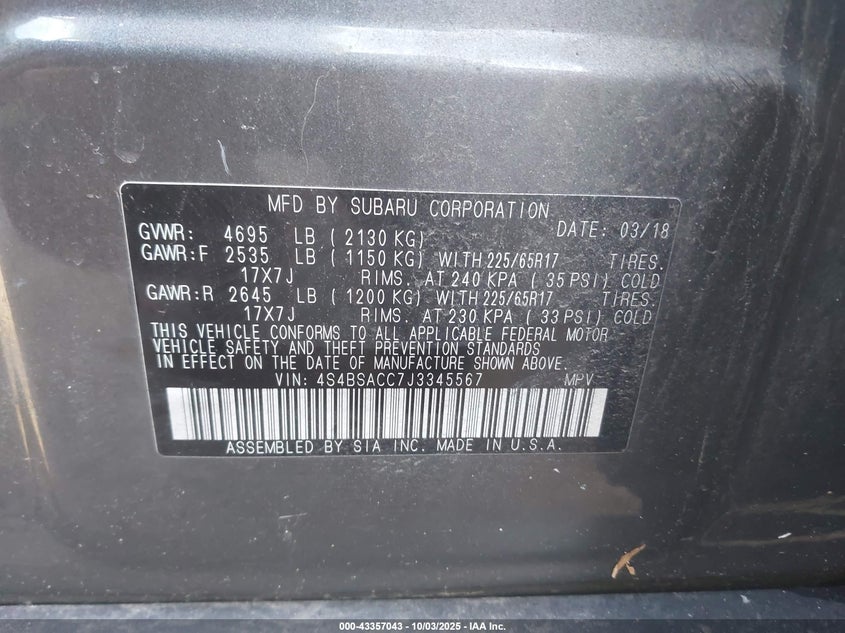 MFD BY SUBARU CORPORATION
GVWR: 4695 LB ( 2130 KG) DATE: 03/18
GAWR:F 2535 LB ( 1150 KG) WITH 225/65R17 TIRES.
17X7J RIMS. AT 240 KPA ( 35 PSI) COLD
GAWR:R 2645 LB ( 1200 KG) WITH 225/65R17 TIRES.
17X7J RIMS. AT 230 KPA ( 33 PSI) COLD
THIS VEHICLE CONFORMS TO ALL APPLICABLE FEDERAL MOTOR
VEHICLE SAFETY AND THEFT PREVENTION STANDARDS
IN EFFECT ON THE DATE OF MANUFACTURE SHOWN ABOVE.
VIN: 4S4BSACC7J3345567 MPV
ASSEMBLED BY SIA INC. MADE IN U.S.A.
000-43357043 - 10/03/2025 - IAA Inc.